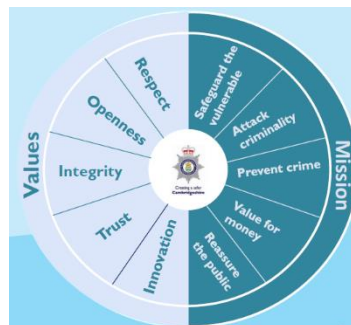 Values
Respect
Openness
Integrity
Trust
Innovation
Mission
Safeguard the
vulnerable
Attack
criminality
Prevent crime
Value for
money
Reassure
the public
Creating a safer
Cambridgeshire